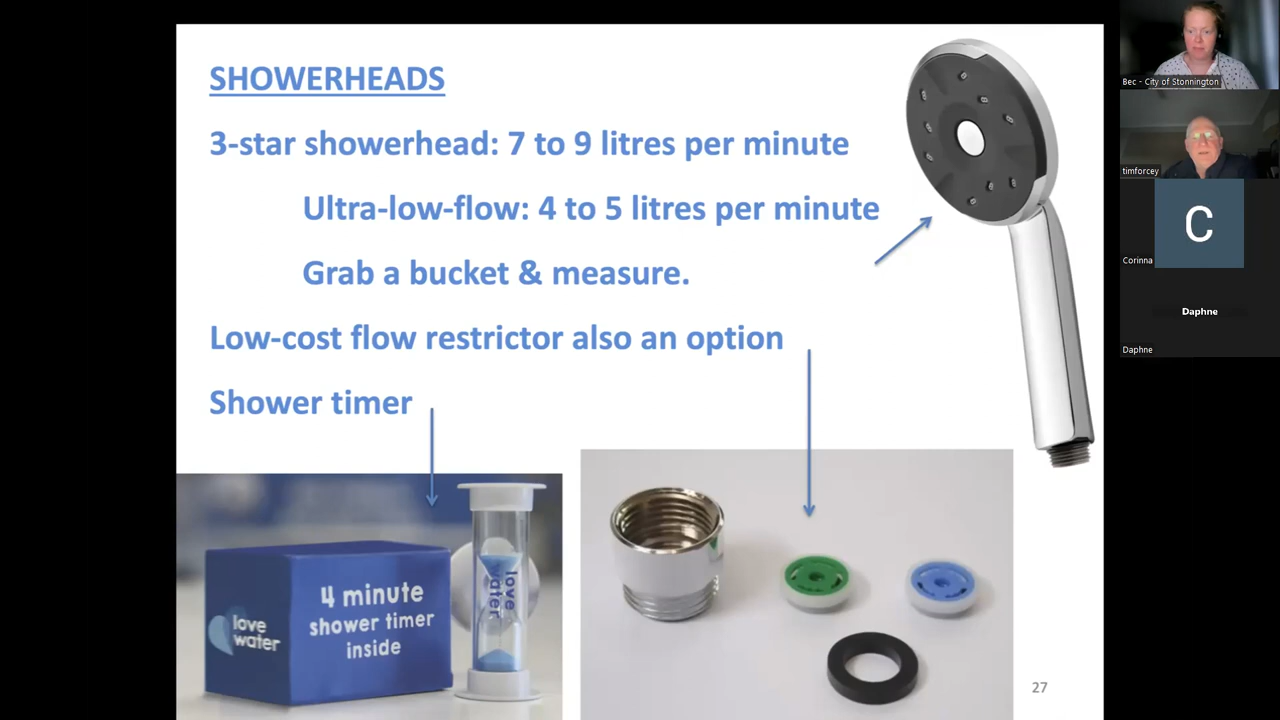 SHOWERHEADS
3-star showerhead: 7 to 9 litres per minute
Ultra-low-flow: 4 to 5 litres per minute
Grab a bucket & measure.
Low-cost flow restrictor also an option
Shower timer
love
water
4 minute
shower timer
inside
love
water
27
Bec - City of Stonnington
timforcey
C
Corinna
Daphne
Daphne